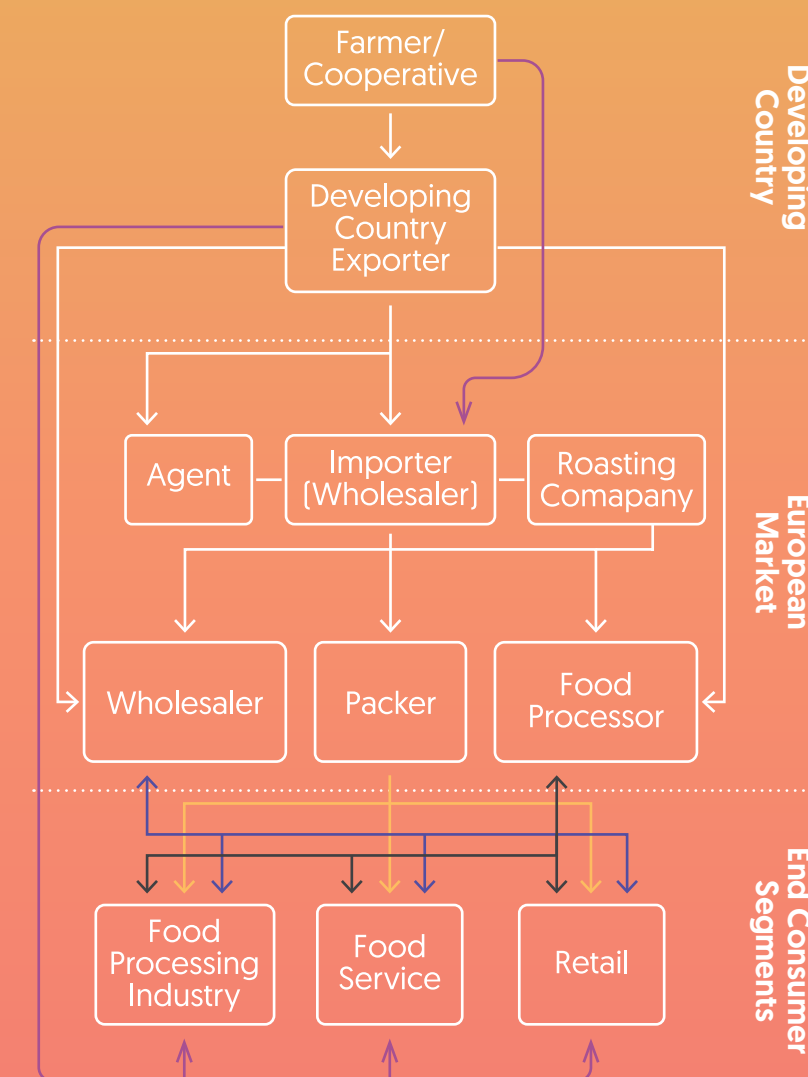 Farmer/
Cooperative
Developing
Country
Exporter
Developing
Country
Agent
Importer
(Wholesaler)
Roasting
Comapany
European
Market
Wholesaler
Packer
Food
Processor
Food
Processing
Industry
Food
Service
Retail
End Consumer
Segments